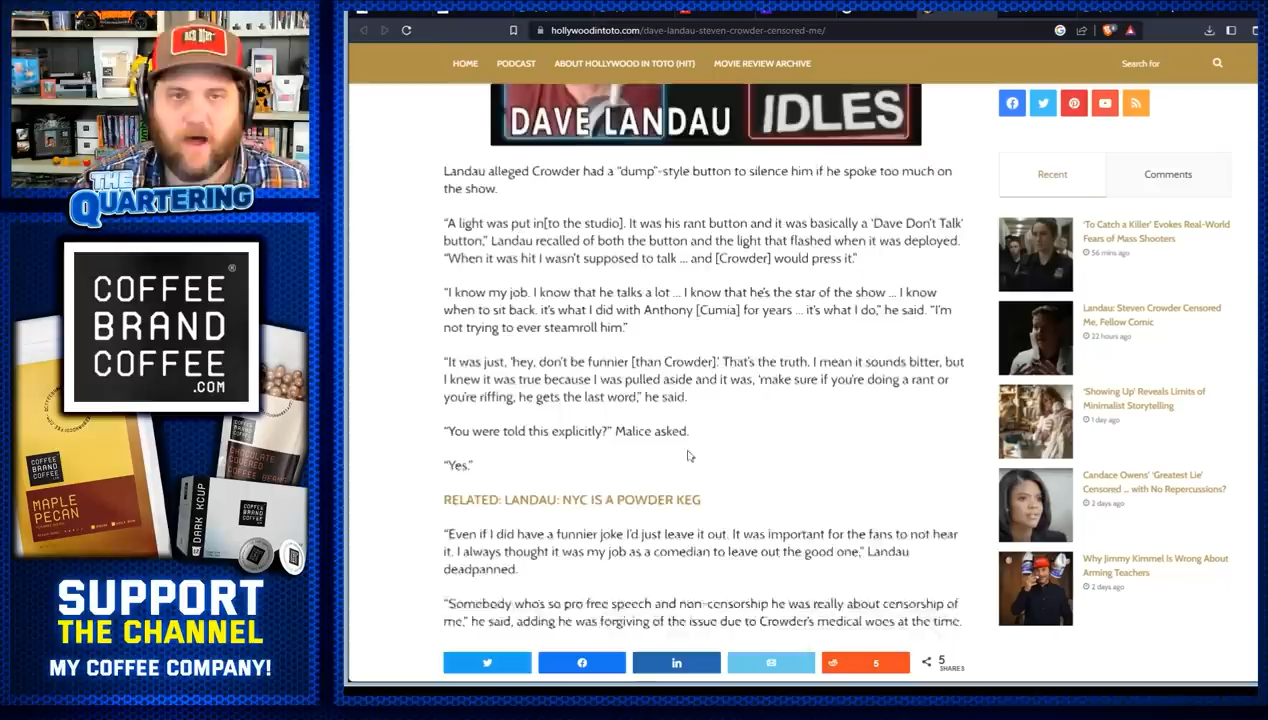 THE
QUARTERING
COFFEE
BRAND
COFFEE
.COM
®
COFFEE
BRAND
COFFEE
MAPLE
PECAN
COFFEE
BRAND
COFFEE
CHOCOLATE
COVERED
COFFEE BEANS
DARK KCUP
COFFEE
BRAND
COFFEE
SUPPORT
THE CHANNEL
MY COFFEE COMPANY!
hollywoodintoto.com/dave-landau-steven-crowder-censored-me/
HOME PODCAST ABOUT HOLLYWOOD IN TOTO (HIT) MOVIE REVIEW ARCHIVE Search for
DAVE LANDAU IDLES
Landau alleged Crowder had a “dump”-style button to silence him if he spoke too much on
the show.
“A light was put in[to the studio]. It was his rant button and it was basically a ‘Dave Don’t Talk’
button,” Landau recalled of both the button and the light that flashed when it was deployed.
“When it was hit I wasn’t supposed to talk … and [Crowder] would press it.”
“I know my job. I know that he talks a lot … I know that he’s the star of the show … I know
when to sit back. it’s what I did with Anthony [Cumia] for years … it’s what I do,” he said. “I’m
not trying to ever steamroll him.”
“It was just, ‘hey, don’t be funnier [than Crowder].’ That’s the truth. I mean it sounds bitter, but
I knew it was true because I was pulled aside and it was, ‘make sure if you’re doing a rant or
you’re riffing, he gets the last word,” he said.
“You were told this explicitly?” Malice asked.
“Yes.”
RELATED: LANDAU: NYC IS A POWDER KEG
“Even if I did have a funnier joke I’d just leave it out. It was important for the fans to not hear
it. I always thought it was my job as a comedian to leave out the good one,” Landau
deadpanned.
“Somebody who’s so pro free speech and non-censorship he was really about censorship of
me,” he said, adding he was forgiving of the issue due to Crowder’s medical woes at the time.
5
5
SHARES
Recent Comments
‘To Catch a Killer’ Evokes Real-World
Fears of Mass Shooters
56 mins ago
Landau: Steven Crowder Censored
Me, Fellow Comic
22 hours ago
‘Showing Up’ Reveals Limits of
Minimalist Storytelling
1 day ago
Candace Owens’ ‘Greatest Lie’
Censored … with No Repercussions?
2 days ago
Why Jimmy Kimmel Is Wrong About
Arming Teachers
2 days ago